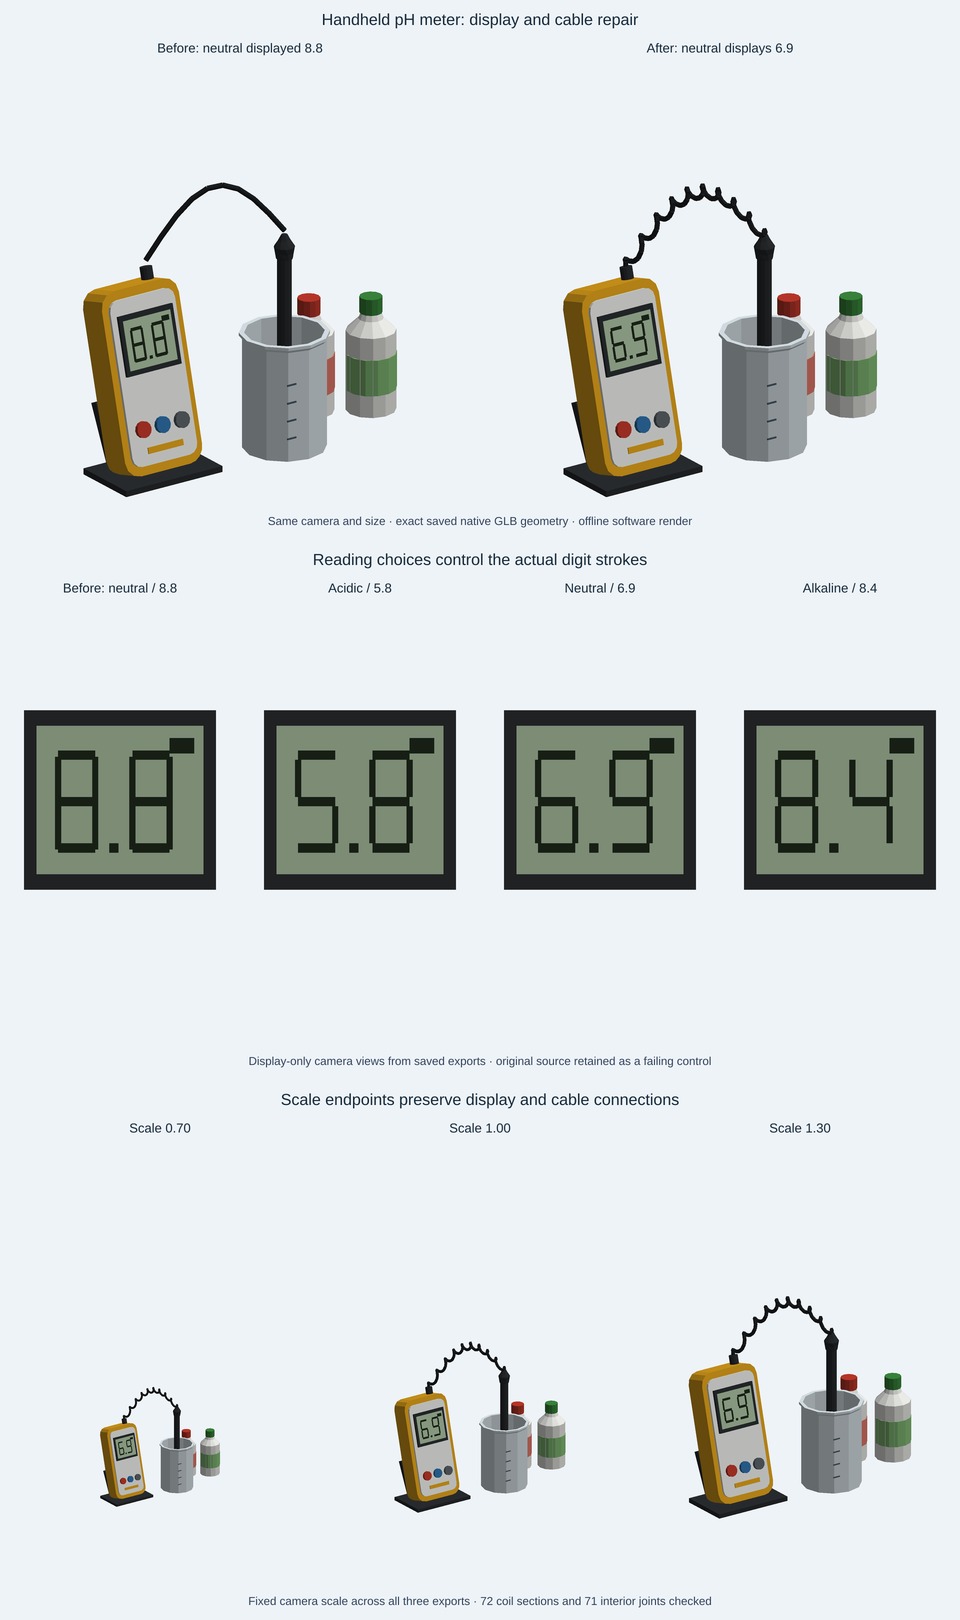 Handheld pH meter: display and cable repair
Before: neutral displayed 8.8
After: neutral displays 6.9
8.8
6.9
Same camera and size · exact saved native GLB geometry · offline software render
Reading choices control the actual digit strokes
Before: neutral / 8.8
Acidic / 5.8
Neutral / 6.9
Alkaline / 8.4
8.8
5.8
6.9
8.4
Display-only camera views from saved exports · original source retained as a failing control
Scale endpoints preserve display and cable connections
Scale 0.70
Scale 1.00
Scale 1.30
6.9
6.9
6.9
Fixed camera scale across all three exports · 72 coil sections and 71 interior joints checked